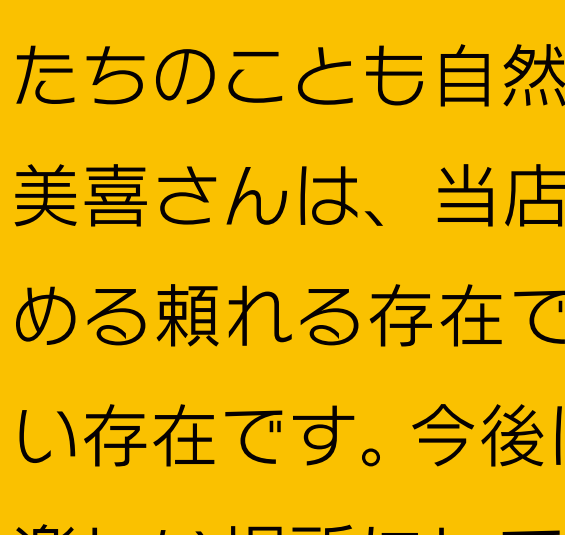 たちのことも自然
美喜さんは、当店
める頼れる存在で
い存在です。今後